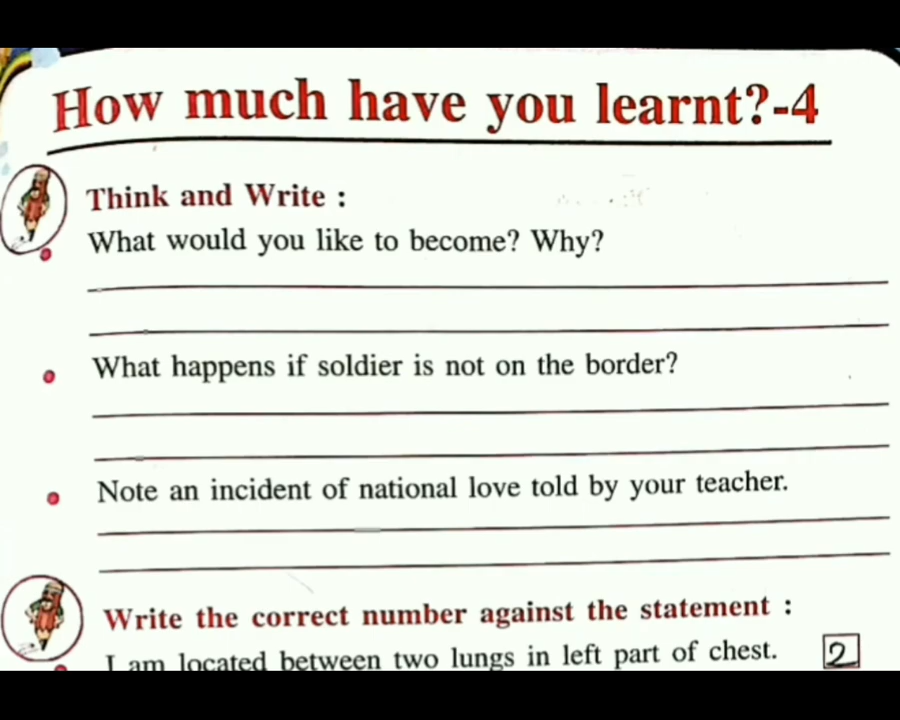 How much have you learnt?-4
Think and Write :
What would you like to become? Why?
What happens if soldier is not on the border?
Note an incident of national love told by your teacher.
Write the correct number against the statement :
I am located between two lungs in left part of chest. 2